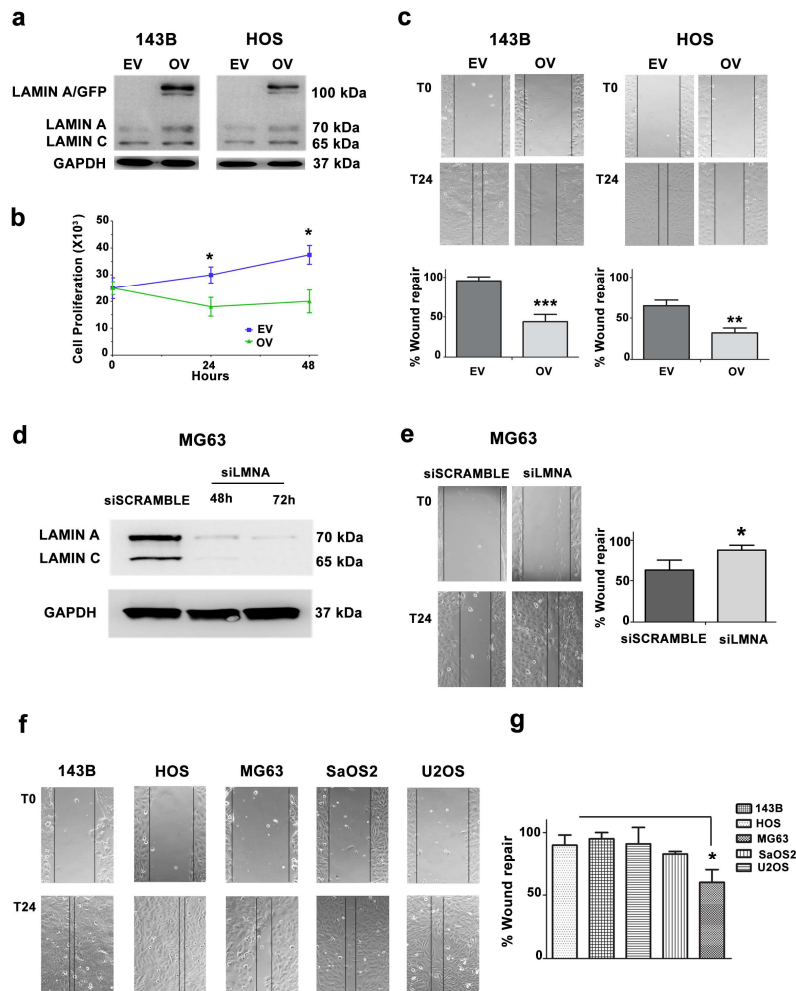 a
143B
HOS
EV OV EV OV
LAMIN A/GFP
100 kDa
LAMIN A
70 kDa
LAMIN C
65 kDa
GAPDH
37 kDa
b
Cell Proliferation (X10³)
50
40
30
20
10
0
* *
EV
OV
0 24 48
Hours
c
143B
HOS
EV OV EV OV
T0 T0
T24 T24
% Wound repair
100
50
0
***
EV OV
% Wound repair
100
50
0
**
EV OV
d
MG63
siLMNA
siSCRAMBLE 48h 72h
LAMIN A
70 kDa
LAMIN C
65 kDa
GAPDH
37 kDa
e
MG63
siSCRAMBLE siLMNA
T0
T24
% Wound repair
100
50
0
*
siSCRAMBLE siLMNA
f
143B HOS MG63 SaOS2 U2OS
T0
T24
g
% Wound repair
100
50
0
*
143B
HOS
MG63
SaOS2
U2OS